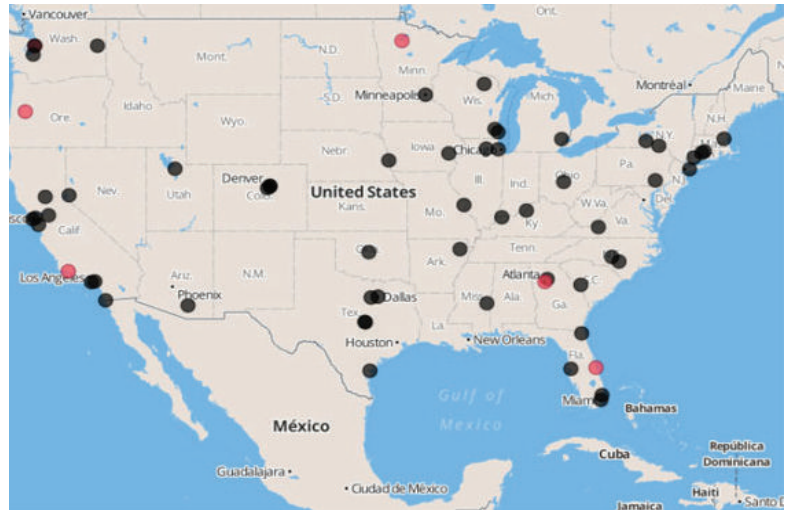 Vancouver
Ont.
Wash.
Mont.
N.D.
Minn
Montréal
Maine
Ore.
Idaho
S.D.
Minneapolis
Wis.
Mich.
N.H.
Wyo.
N.Y.
Nebr.
Iowa
Chicago
Pa.
Nev.
Utah
Denver
Colo.
United States
Ill.
Ind.
Ohio
N.J
Del
Kans.
Mo.
W.Va.
Va.
Calif
Ky
Los Angeles
Ariz.
N.M.
Ark.
Tenn.
Atlanta
S.C.
Phoenix
Dallas
Miss
Ala.
Ga.
Tex.
La.
Houston
New Orleans
Fla.
Gulf of
Mexico
Miami
Bahamas
México
Cuba
República
Dominicana
Guadalajara
Ciudad de México
Haiti
Jamaica
Santo D